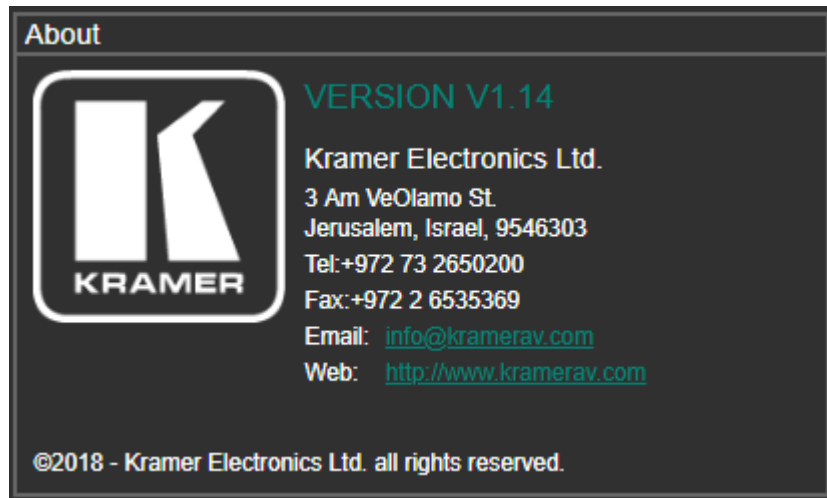 About
VERSION V1.14
Kramer Electronics Ltd.
3 Am VeOlamo St.
Jerusalem, Israel, 9546303
Tel:+972 73 2650200
KRAMER
Fax:+972 2 6535369
Email: info@kramerav.com
Web: http://www.kramerav.com
©2018 - Kramer Electronics Ltd. all rights reserved.